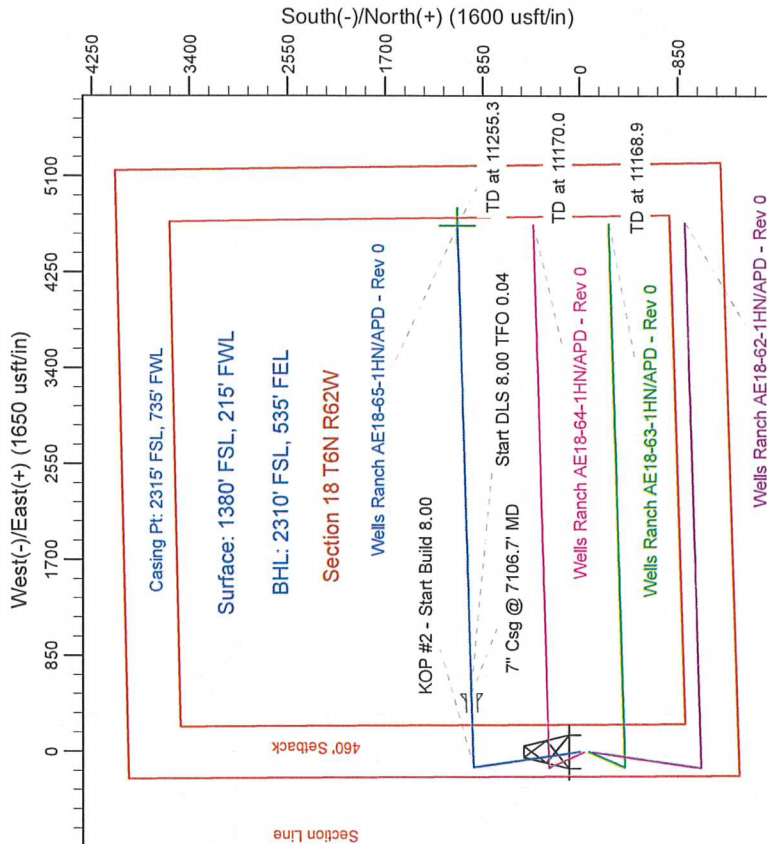 South(-)/North(+) (1600 usft/in)
4250
3400
2550
1700
850
0
-850
West(-)/East(+) (1650 usft/in)
5100
4250
3400
2550
1700
850
0
Casing Pt: 2315' FSL, 735' FWL
Surface: 1380' FSL, 215' FWL
BHL: 2310' FSL, 535' FEL
Section 18 T6N R62W
Wells Ranch AE18-65-1HN/APD - Rev 0
KOP #2 - Start Build 8.00
Start DLS 8.00 TFO 0.04
7" Csg @ 7106.7' MD
TD at 11255.3
TD at 11170.0
TD at 11168.9
Wells Ranch AE18-64-1HN/APD - Rev 0
Wells Ranch AE18-63-1HN/APD - Rev 0
Wells Ranch AE18-62-1HN/APD - Rev 0
460' Setback
Section Line